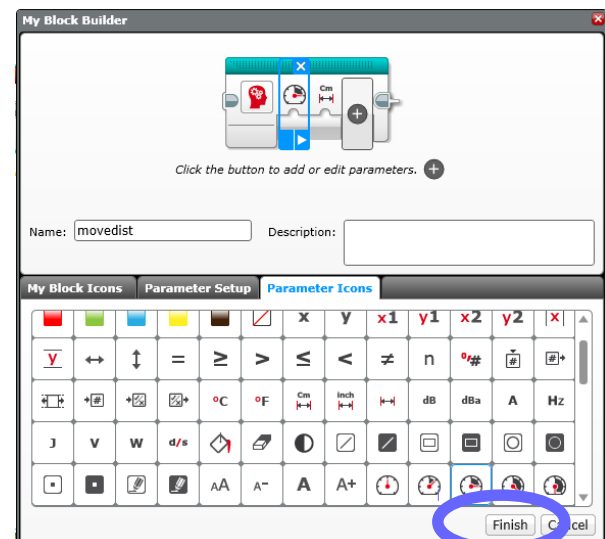 My Block Builder
Cm
Click the button to add or edit parameters.
Name: movedist Description:
My Block Icons Parameter Setup Parameter Icons
x y x1 y1 x2 y2 |x|
y = ≥ > ≤ < ≠ n 0/# # #
# °C °F Cm inch dB dBa A Hz
J V W d/s
AA A- A A+
Finish Cancel